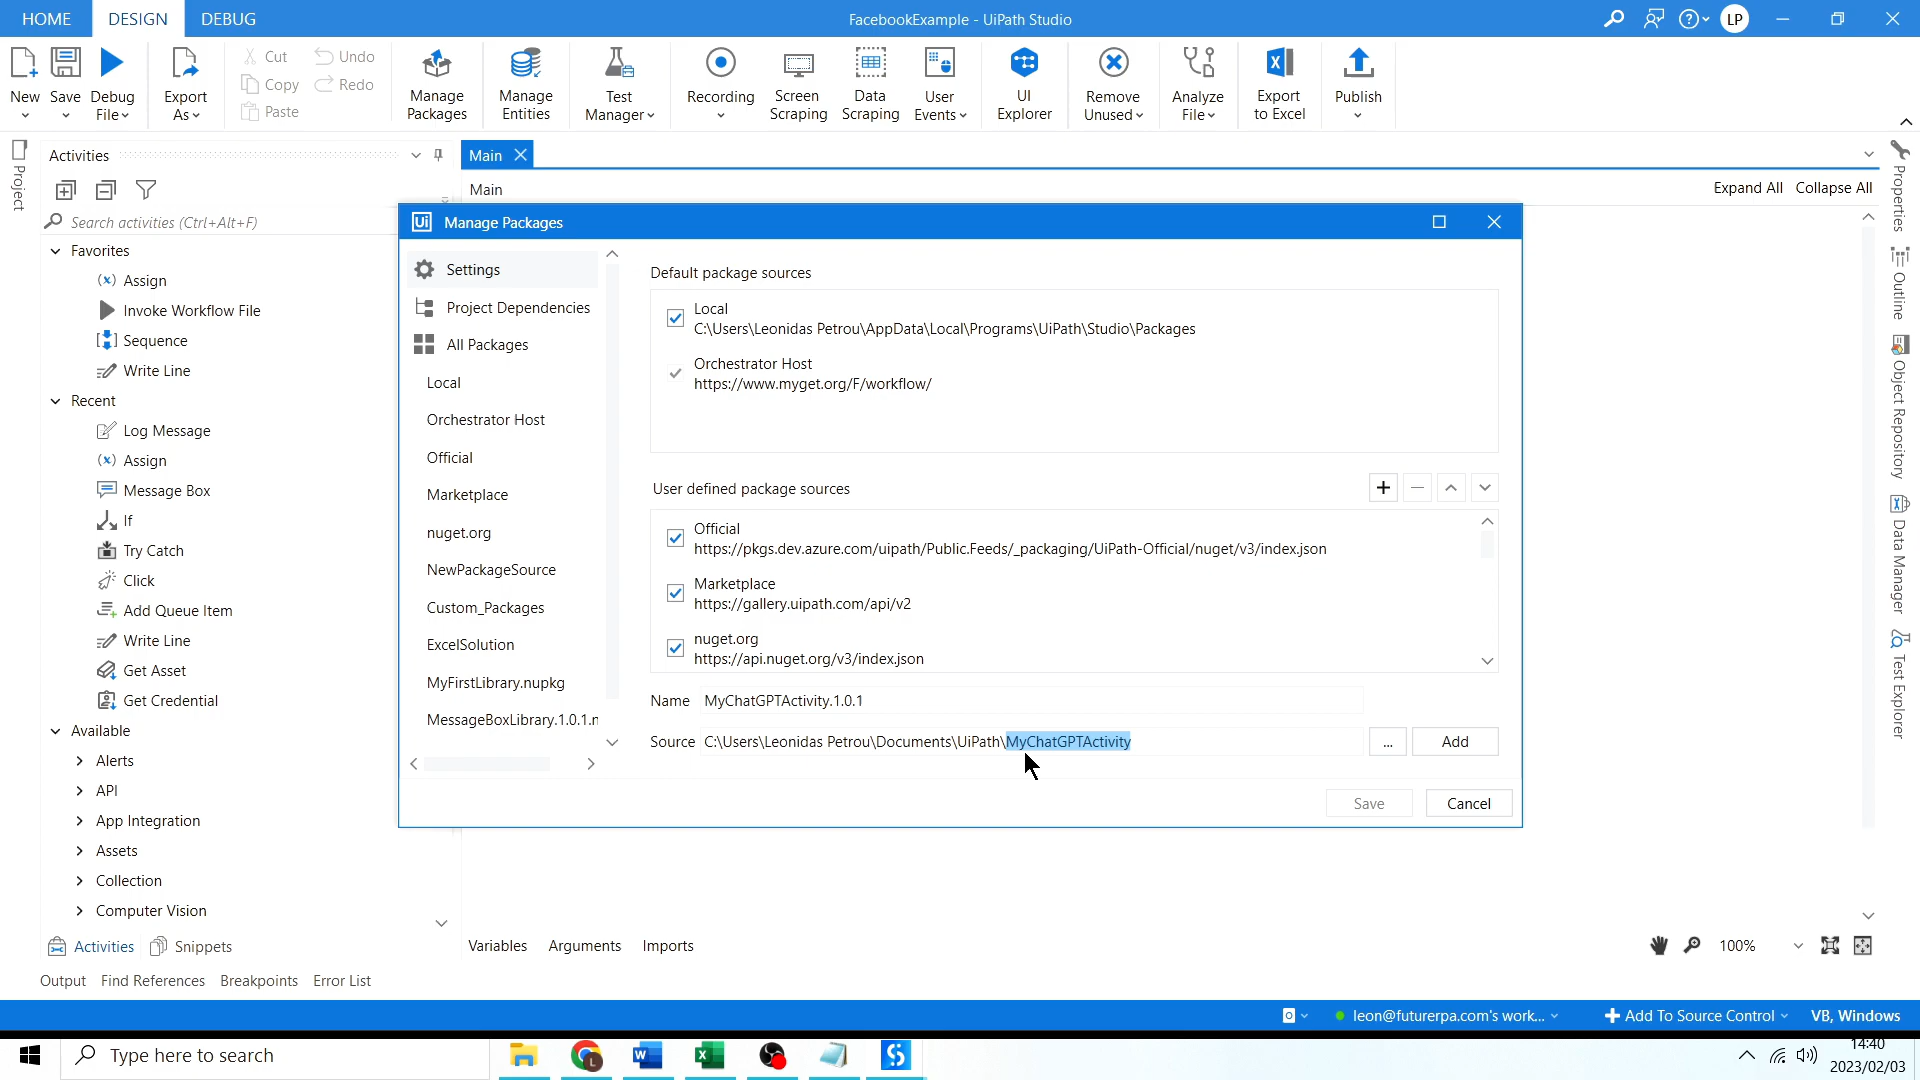 HOME DESIGN DEBUG FacebookExample - UiPath Studio LP
New Save Debug File Export As Cut Copy Paste Undo Redo Manage Packages Manage Entities Test Manager Recording Screen Scraping Data Scraping User Events UI Explorer Remove Unused Analyze File Export to Excel Publish
Project
Activities
Main
Main
Expand All Collapse All
Search activities (Ctrl+Alt+F)
Favorites
Assign
Invoke Workflow File
Sequence
Write Line
Recent
Log Message
Assign
Message Box
If
Try Catch
Click
Add Queue Item
Write Line
Get Asset
Get Credential
Available
Alerts
API
App Integration
Assets
Collection
Computer Vision
Activities Snippets
Ui Manage Packages
Settings
Project Dependencies
All Packages
Local
Orchestrator Host
Official
Marketplace
nuget.org
NewPackageSource
Custom_Packages
ExcelSolution
MyFirstLibrary.nupkg
MessageBoxLibrary.1.0.1.n
Default package sources
Local
C:\Users\Leonidas Petrou\AppData\Local\Programs\UiPath\Studio\Packages
Orchestrator Host
https://www.myget.org/F/workflow/
User defined package sources
Official
https://pkgs.dev.azure.com/uipath/Public.Feeds/_packaging/UiPath-Official/nuget/v3/index.json
Marketplace
https://gallery.uipath.com/api/v2
nuget.org
https://api.nuget.org/v3/index.json
Name MyChatGPTActivity.1.0.1
Source C:\Users\Leonidas Petrou\Documents\UiPath\MyChatGPTActivity ... Add
Save Cancel
Properties
Outline
Object Repository
Data Manager
Test Explorer
Variables Arguments Imports
100%
Output Find References Breakpoints Error List
leon@futurerpa.com's work... Add To Source Control VB, Windows
Type here to search
14:40
2023/02/03